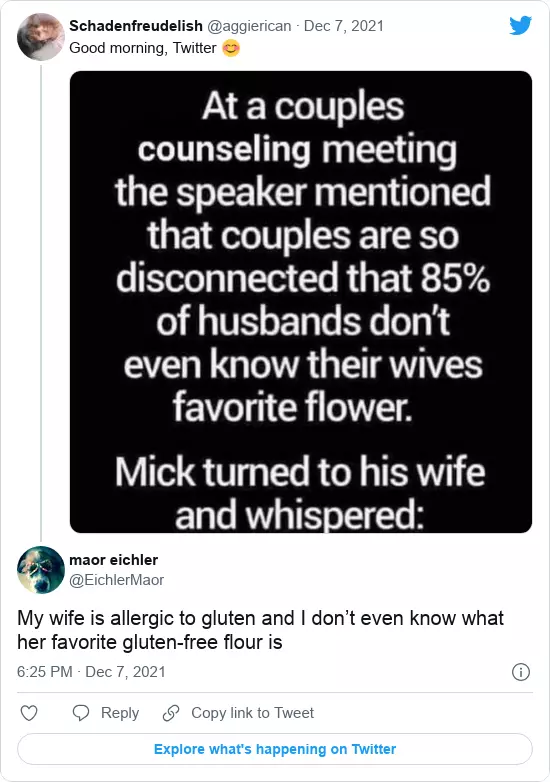 Schadenfreudelish @aggierican · Dec 7, 2021
Good morning, Twitter 😊
At a couples
counseling meeting
the speaker mentioned
that couples are so
disconnected that 85%
of husbands don't
even know their wives
favorite flower.
Mick turned to his wife
and whispered:
maor eichler
@EichlerMaor
My wife is allergic to gluten and I don’t even know what
her favorite gluten-free flour is
6:25 PM · Dec 7, 2021
Reply
Copy link to Tweet
Explore what's happening on Twitter